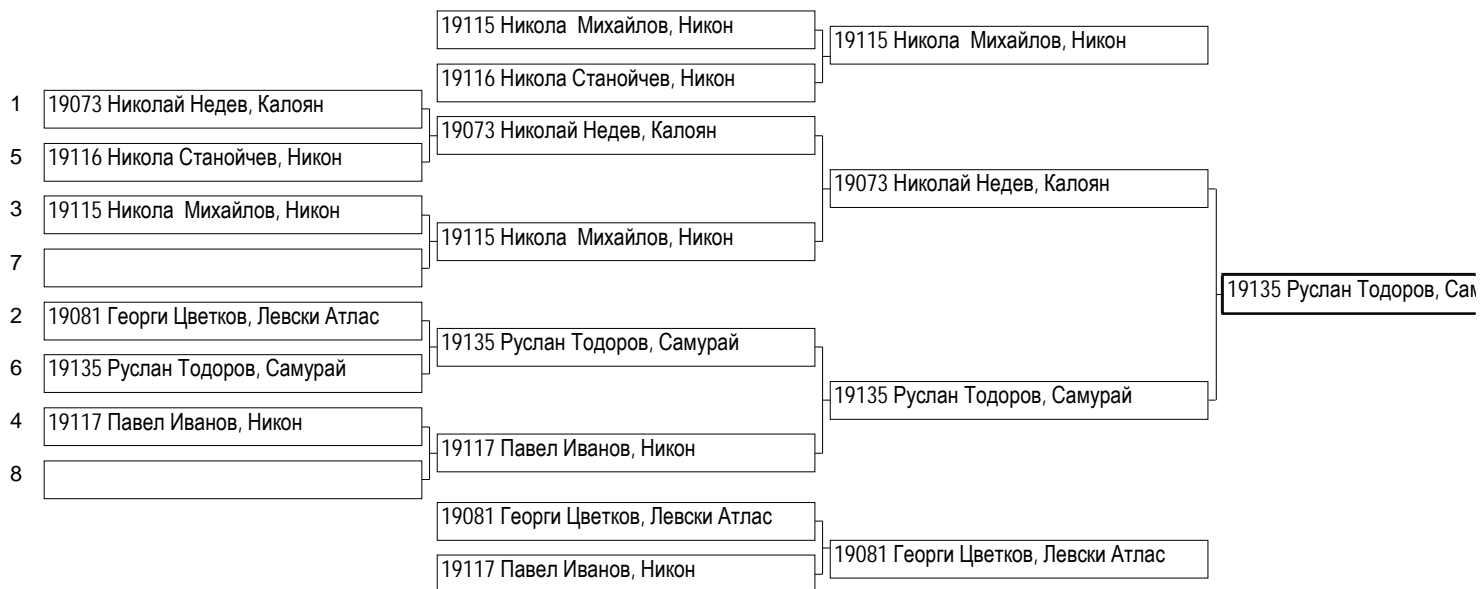 19115 Никола  Михайлов, Никон
19115 Никола  Михайлов, Никон
19116 Никола Станойчев, Никон
1 19073 Николай Недев, Калоян
19073 Николай Недев, Калоян
5 19116 Никола Станойчев, Никон
19073 Николай Недев, Калоян
3 19115 Никола  Михайлов, Никон
19115 Никола  Михайлов, Никон
7
19135 Руслан Тодоров, Сам
2 19081 Георги Цветков, Левски Атлас
19135 Руслан Тодоров, Самурай
6 19135 Руслан Тодоров, Самурай
19135 Руслан Тодоров, Самурай
4 19117 Павел Иванов, Никон
19117 Павел Иванов, Никон
8
19081 Георги Цветков, Левски Атлас
19081 Георги Цветков, Левски Атлас
19117 Павел Иванов, Никон